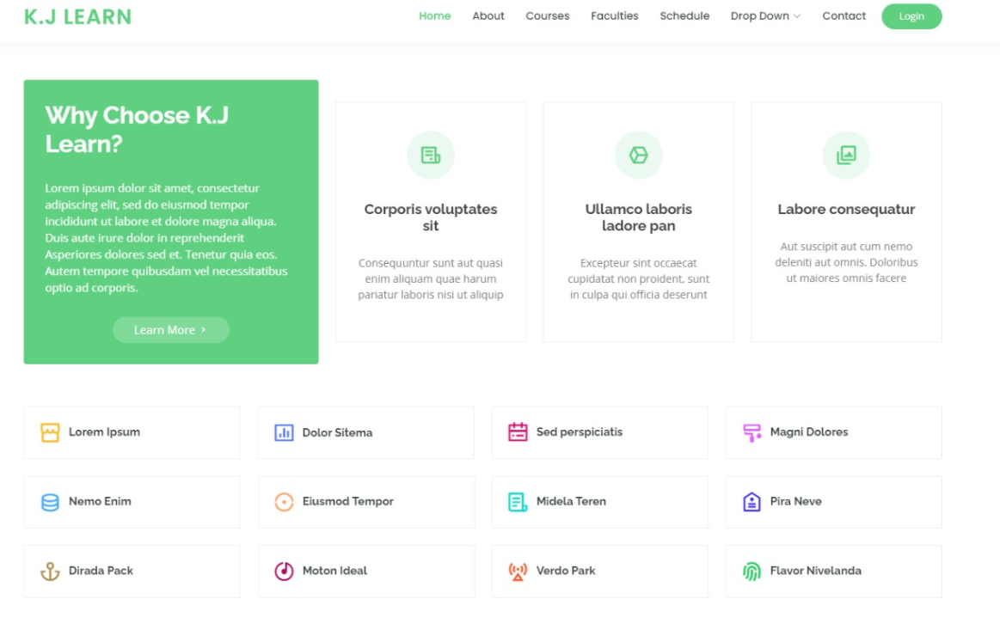 K.J LEARN
Home About Courses Faculties Schedule Drop Down Contact Login
Why Choose K.J
Learn?
Lorem ipsum dolor sit amet, consectetur
adipiscing elit, sed do eiusmod tempor
incididunt ut labore et dolore magna aliqua.
Duis aute irure dolor in reprehenderit
Asperiores dolores sed et. Tenetur quia eos.
Autem tempore quibusdam vel necessitatibus
optio ad corporis.
Learn More
Corporis voluptates
sit
Consequuntur sunt aut quasi
enim aliquam quae harum
pariatur laboris nisi ut aliquip
Ullamco laboris
ladore pan
Excepteur sint occaecat
cupidatat non proident, sunt
in culpa qui officia deserunt
Labore consequatur
Aut suscipit aut cum nemo
deleniti aut omnis. Doloribus
ut maiores omnis facere
Lorem Ipsum
Dolor Sitema
Sed perspiciatis
Magni Dolores
Nemo Enim
Eiusmod Tempor
Midela Teren
Pira Neve
Dirada Pack
Moton Ideal
Verdo Park
Flavor Nivelanda